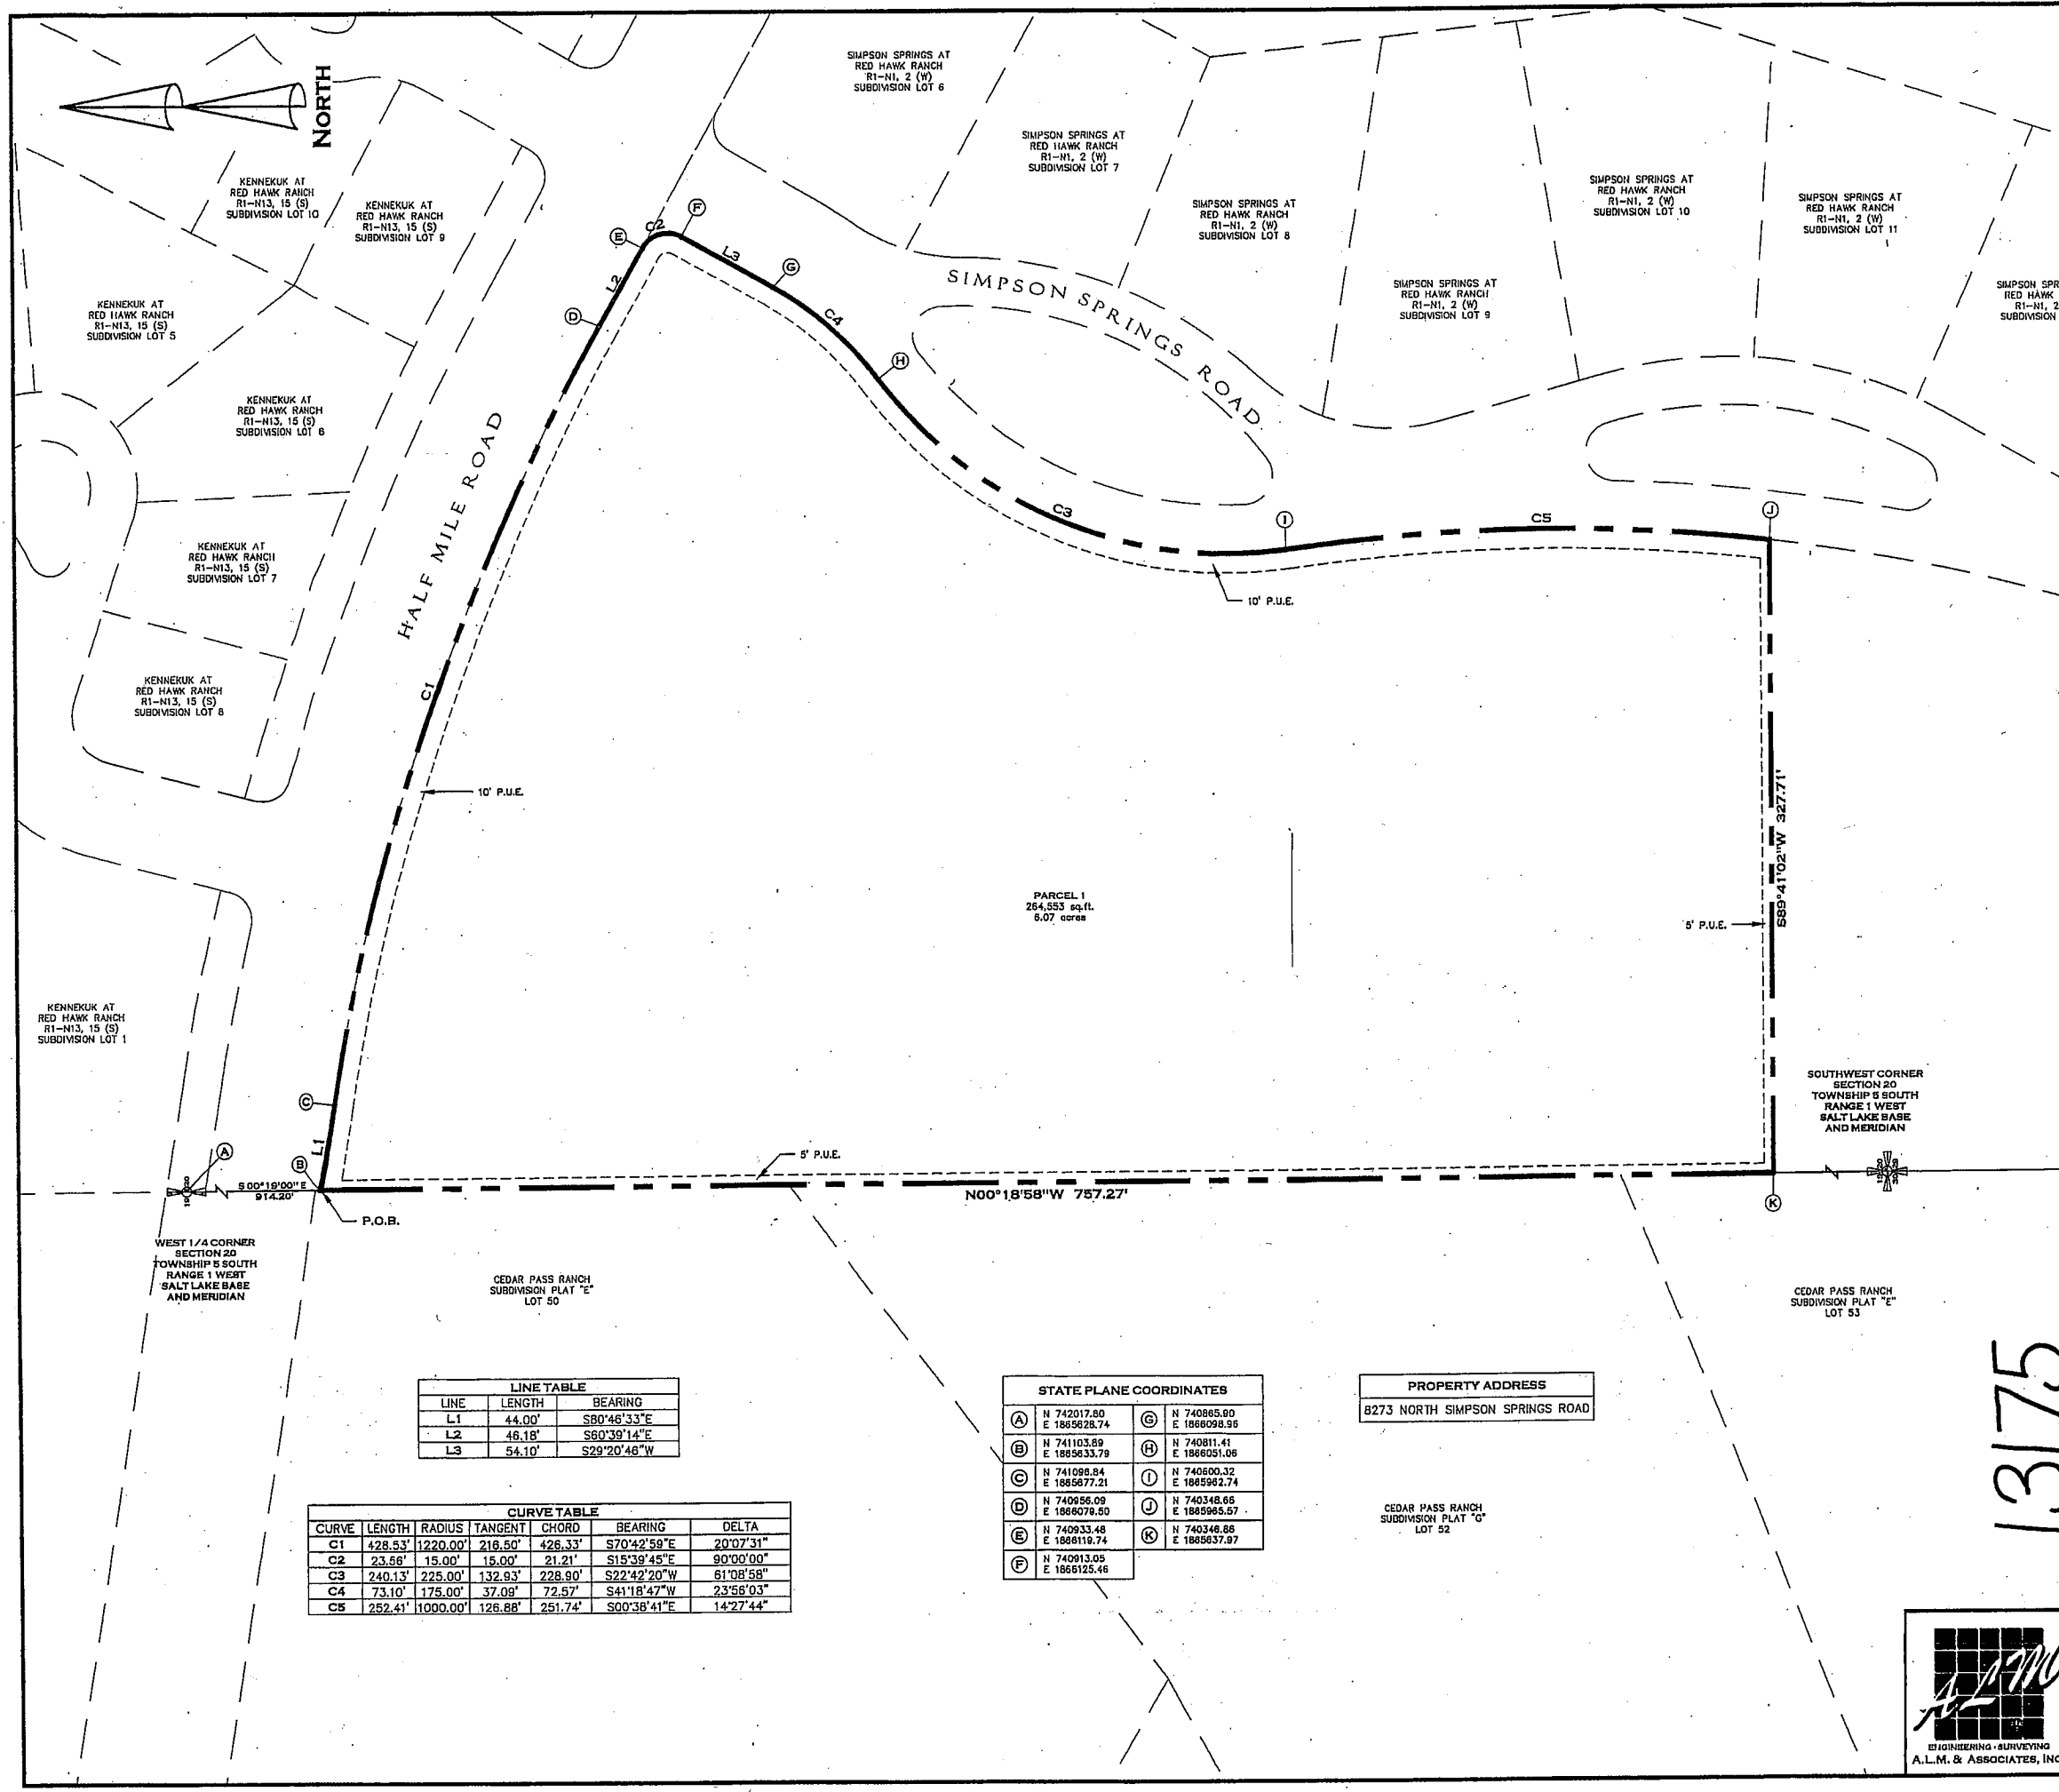 NORTH
SIMPSON SPRINGS AT
RED HAWK RANCH
R1-N1, 2 (W)
SUBDIVISION LOT 6
SIMPSON SPRINGS AT
RED HAWK RANCH
R1-N1, 2 (W)
SUBDIVISION LOT 7
SIMPSON SPRINGS AT
RED HAWK RANCH
R1-N1, 2 (W)
SUBDIVISION LOT 8
SIMPSON SPRINGS AT
RED HAWK RANCH
R1-N1, 2 (W)
SUBDIVISION LOT 9
SIMPSON SPRINGS AT
RED HAWK RANCH
R1-N1, 2 (W)
SUBDIVISION LOT 10
SIMPSON SPRINGS AT
RED HAWK RANCH
R1-N1, 2 (W)
SUBDIVISION LOT 11
SIMPSON SPR
RED HAWK
R1-N1, 2
SUBDIVISION
KENNEKUK AT
RED HAWK RANCH
R1-N13, 15 (S)
SUBDIVISION LOT 10
KENNEKUK AT
RED HAWK RANCH
R1-N13, 15 (S)
SUBDIVISION LOT 9
KENNEKUK AT
RED HAWK RANCH
R1-N13, 15 (S)
SUBDIVISION LOT 5
KENNEKUK AT
RED HAWK RANCH
R1-N13, 15 (S)
SUBDIVISION LOT 6
KENNEKUK AT
RED HAWK RANCH
R1-N13, 15 (S)
SUBDIVISION LOT 7
KENNEKUK AT
RED HAWK RANCH
R1-N13, 15 (S)
SUBDIVISION LOT 8
KENNEKUK AT
RED HAWK RANCH
R1-N13, 15 (S)
SUBDIVISION LOT 1
SIMPSON SPRINGS ROAD
HALF MILE ROAD
E
C2
F
L3
G
L2
D
C4
H
C3
I
C5
J
C1
10' P.U.E.
10' P.U.E.
PARCEL 1
264,553 sq.ft.
6.07 acres
5' P.U.E.
S89°41'02"W 327.71'
C
L1
B
A
S 00°19'00" E
914.20'
P.O.B.
5' P.U.E.
N00°18'58"W 757.27'
K
WEST 1/4 CORNER
SECTION 20
TOWNSHIP 5 SOUTH
RANGE 1 WEST
SALT LAKE BASE
AND MERIDIAN
SOUTHWEST CORNER
SECTION 20
TOWNSHIP 5 SOUTH
RANGE 1 WEST
SALT LAKE BASE
AND MERIDIAN
CEDAR PASS RANCH
SUBDIVISION PLAT "E"
LOT 50
CEDAR PASS RANCH
SUBDIVISION PLAT "E"
LOT 53
CEDAR PASS RANCH
SUBDIVISION PLAT "G"
LOT 52
LINE TABLE
LINE LENGTH BEARING
L1 44.00' S80°46'33"E
L2 46.18' S60°39'14"E
L3 54.10' S29°20'46"W
CURVE TABLE
CURVE LENGTH RADIUS TANGENT CHORD BEARING DELTA
C1 428.53' 1220.00' 216.50' 426.33' S70°42'59"E 20°07'31"
C2 23.56' 15.00' 15.00' 21.21' S15°39'45"E 90°00'00"
C3 240.13' 225.00' 132.93' 228.90' S22°42'20"W 61°08'58"
C4 73.10' 175.00' 37.09' 72.57' S41°18'47"W 23°56'03"
C5 252.41' 1000.00' 126.88' 251.74' S00°38'41"E 14°27'44"
STATE PLANE COORDINATES
A N 742017.80 E 1865628.74
G N 740865.90 E 1866098.96
B N 741103.89 E 1865633.79
H N 740811.41 E 1866051.06
C N 741096.84 E 1865677.21
I N 740600.32 E 1865962.74
D N 740956.09 E 1866079.50
J N 740348.66 E 1865965.57
E N 740933.48 E 1866119.74
K N 740346.86 E 1865637.97
F N 740913.05 E 1866125.46
PROPERTY ADDRESS
8273 NORTH SIMPSON SPRINGS ROAD
13175
ALM
ENGINEERING · SURVEYING
A.L.M. & ASSOCIATES, INC